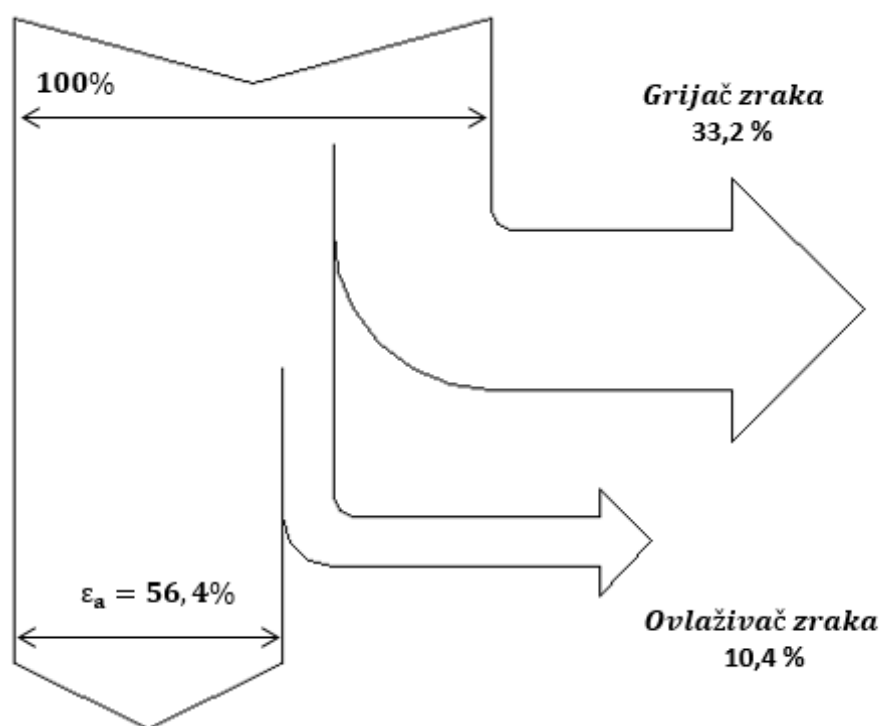 100%
Grijač zraka
33,2 %
εa = 56,4%
Ovlaživač zraka
10,4 %